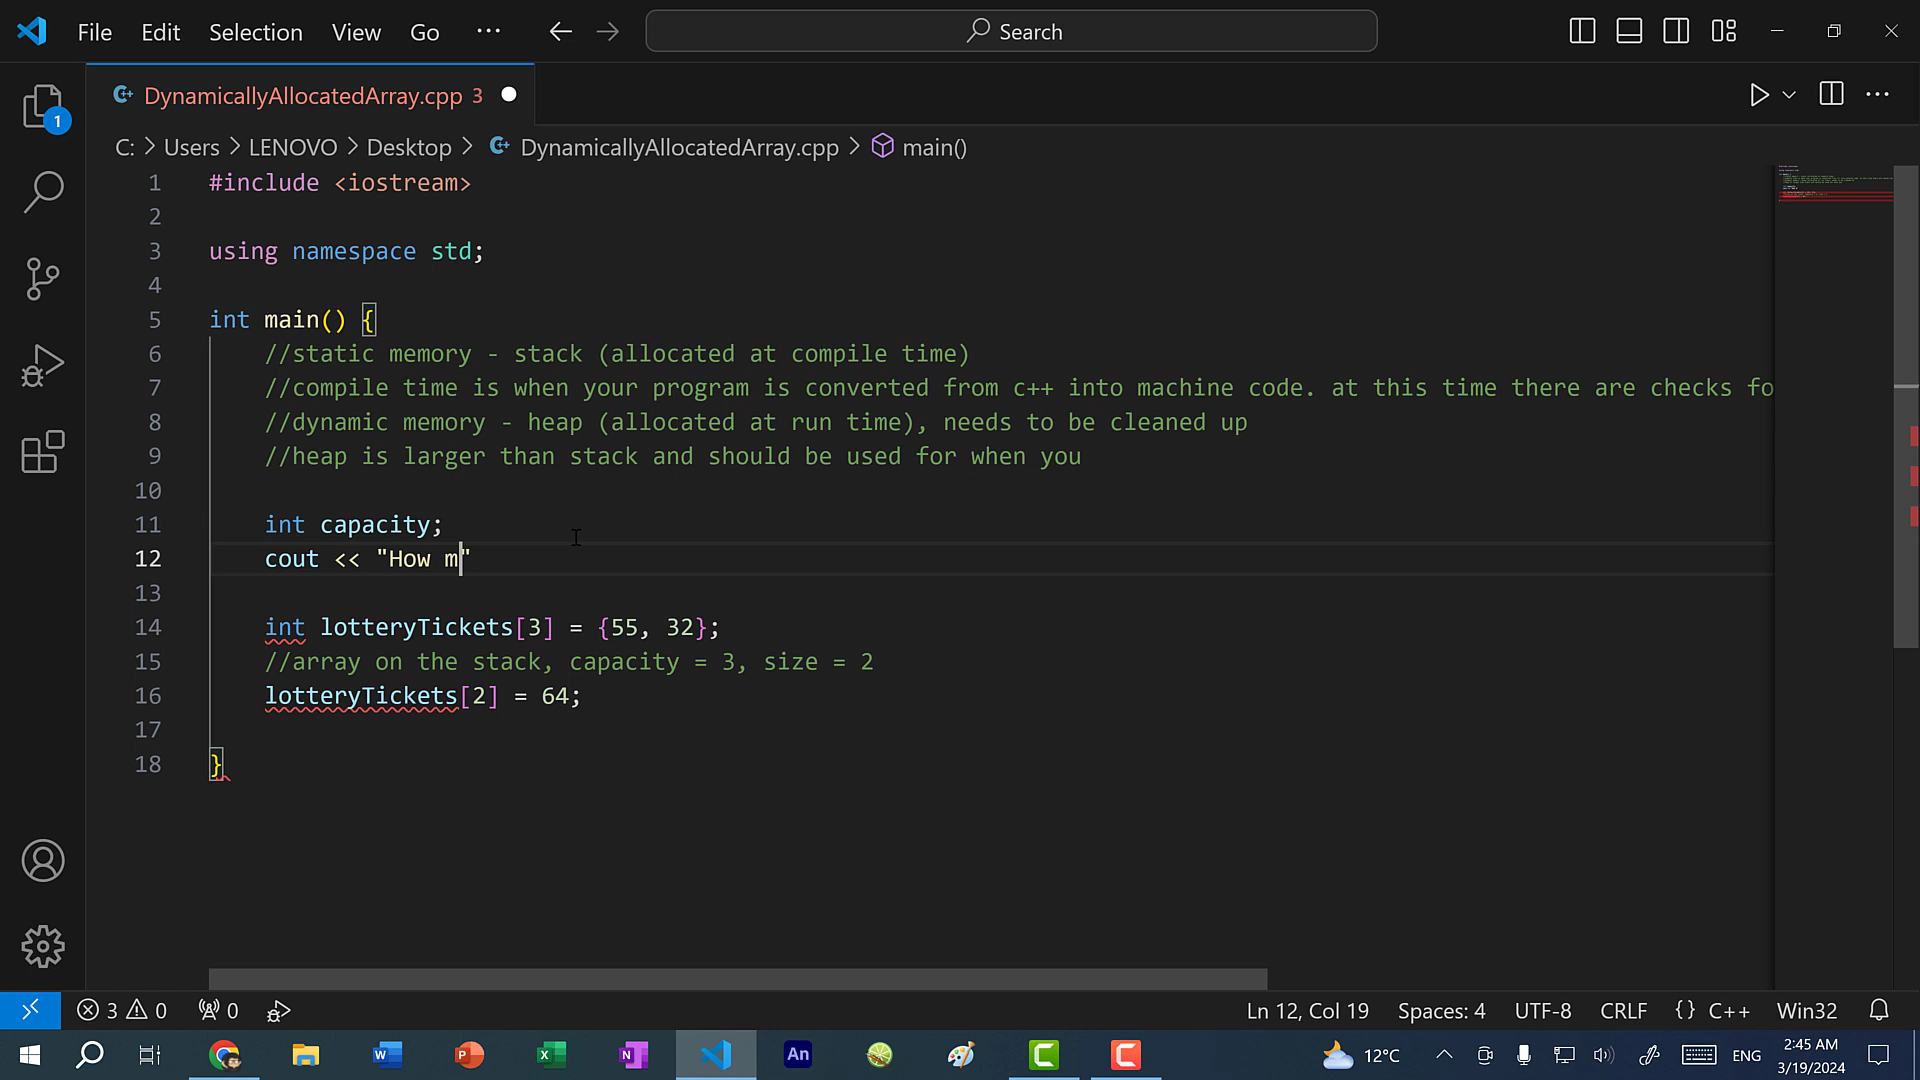 File Edit Selection View Go ··· Search
DynamicallyAllocatedArray.cpp 3
C: > Users > LENOVO > Desktop > DynamicallyAllocatedArray.cpp > main()
1 #include <iostream>
2
3 using namespace std;
4
5 int main() {
6 //static memory - stack (allocated at compile time)
7 //compile time is when your program is converted from c++ into machine code. at this time there are checks fo
8 //dynamic memory - heap (allocated at run time), needs to be cleaned up
9 //heap is larger than stack and should be used for when you
10
11 int capacity;
12 cout << "How m"
13
14 int lotteryTickets[3] = {55, 32};
15 //array on the stack, capacity = 3, size = 2
16 lotteryTickets[2] = 64;
17
18 }
1
3 0 0 Ln 12, Col 19 Spaces: 4 UTF-8 CRLF {} C++ Win32
An 12°C ENG 2:45 AM
3/19/2024